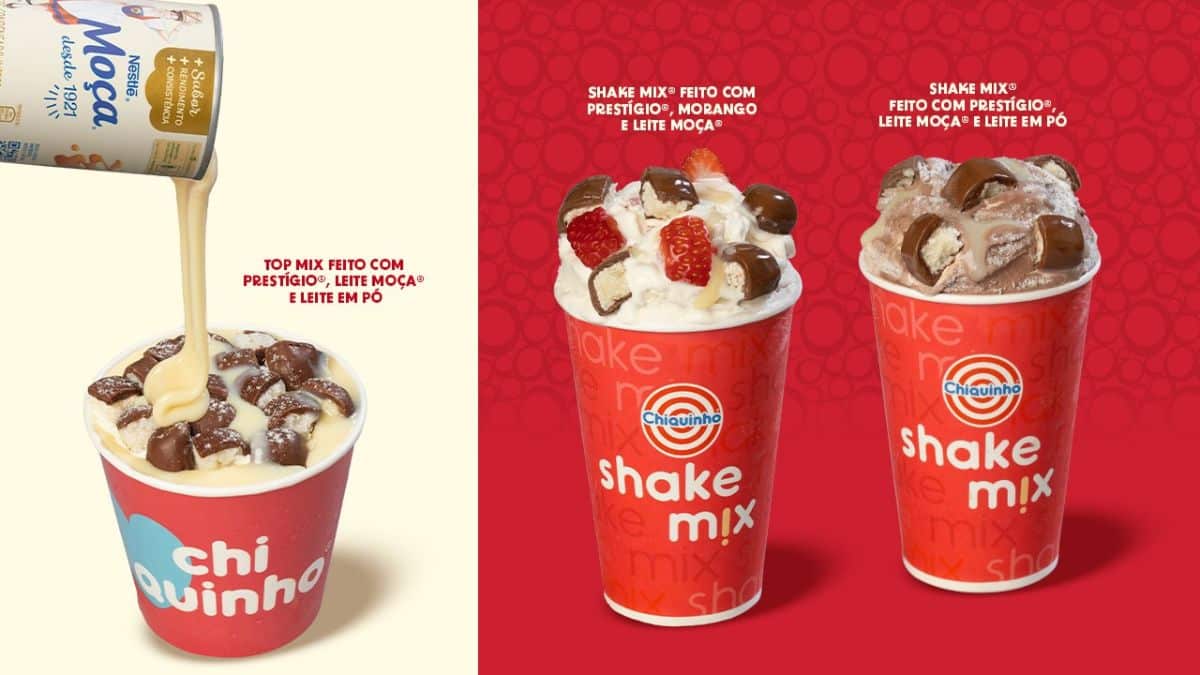 Nestlé
Moça®
desde 1921
+ Sabor
+ RENDIMENTO
+ CONSISTÊNCIA
TOP MIX FEITO COM
PRESTÍGIO®, LEITE MOÇA®
E LEITE EM PÓ
chi
quinho
SHAKE MIX® FEITO COM
PRESTÍGIO®, MORANGO
E LEITE MOÇA®
Chiquinho
shake
mix
SHAKE MIX®
FEITO COM PRESTÍGIO®,
LEITE MOÇA® E LEITE EM PÓ
Chiquinho
shake
mix